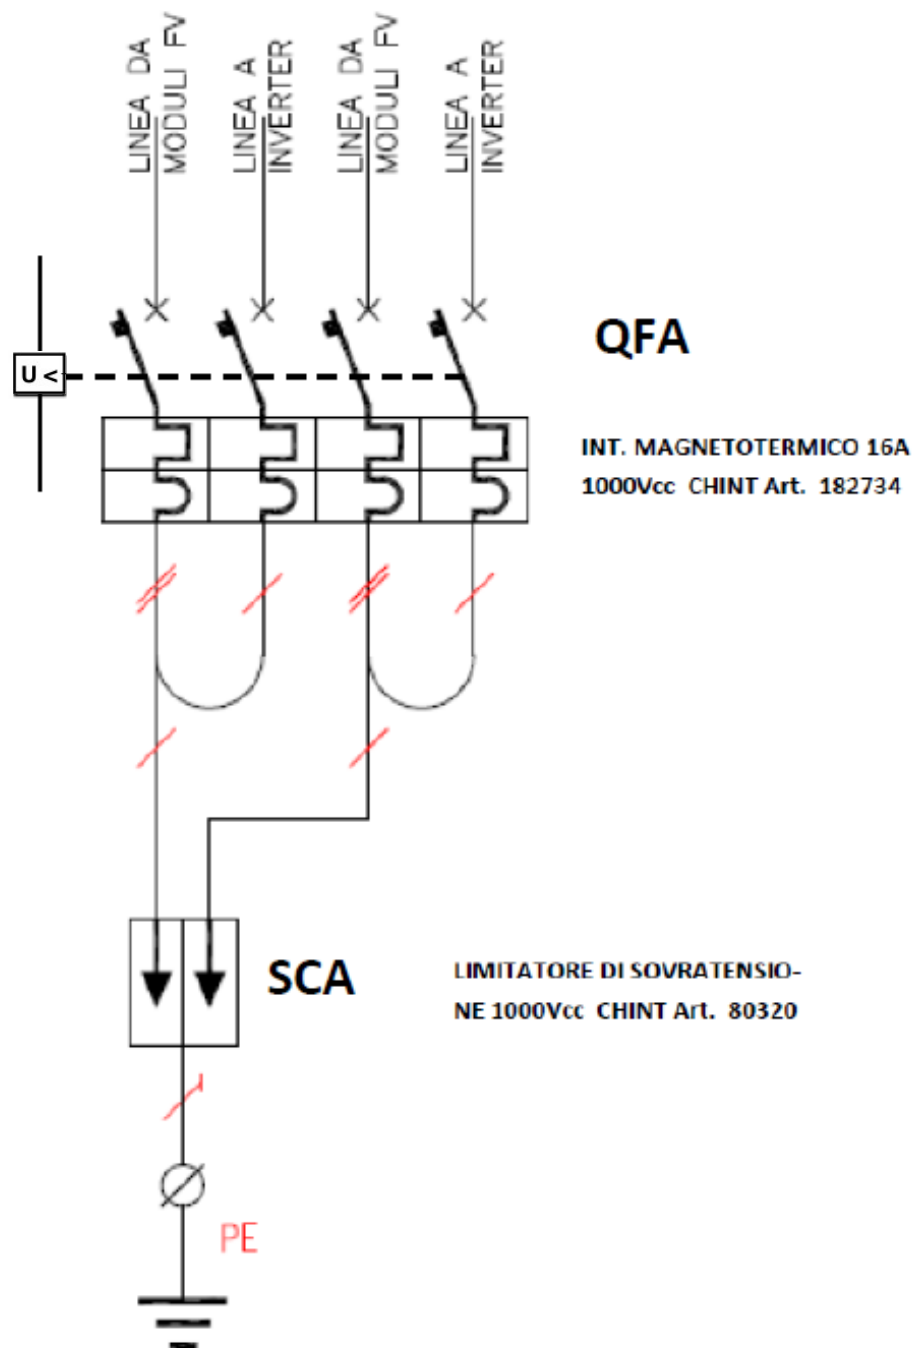 LINEA DA
MODULI FV
LINEA A
INVERTER
LINEA DA
MODULI FV
LINEA A
INVERTER
QFA
U <
INT. MAGNETOTERMICO 16A
1000Vcc CHINT Art. 182734
SCA
LIMITATORE DI SOVRATENSIO-
NE 1000Vcc CHINT Art. 80320
PE